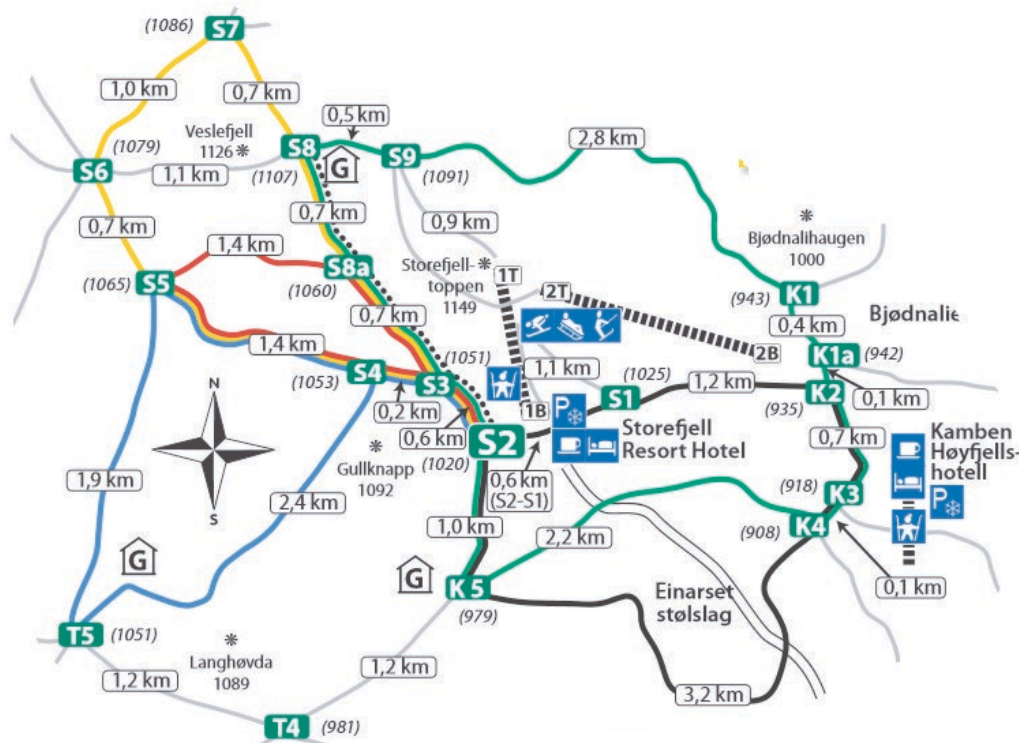 (1086)
S7
1,0 km
0,7 km
0,5 km
Veslefjell
1126
(1079)
S6
S8
G
(1107)
1,1 km
S9
(1091)
2,8 km
0,7 km
0,7 km
0,9 km
Bjødnalihaugen
1000
1,4 km
S8a
(1060)
Storefjell-
toppen
1149
1T
2T
(1065)
S5
0,7 km
(943)
K1
0,4 km
Bjødnalie
1,4 km
(1051)
2B
K1a
(942)
(1053)
S4
S3
1,1 km
(1025)
1,2 km
0,1 km
0,2 km
1B
P
S1
K2
(935)
N
S
0,6 km
S2
(1020)
Storefjell
Resort Hotel
0,7 km
Kamben
Høyfjells-
hotell
P
Gullknapp
1092
0,6 km
(S2-S1)
(918)
K3
1,9 km
2,4 km
1,0 km
2,2 km
(908)
K4
0,1 km
G
G
K5
(979)
Einarset
stølslag
T5
(1051)
Langhøvda
1089
1,2 km
1,2 km
3,2 km
T4
(981)